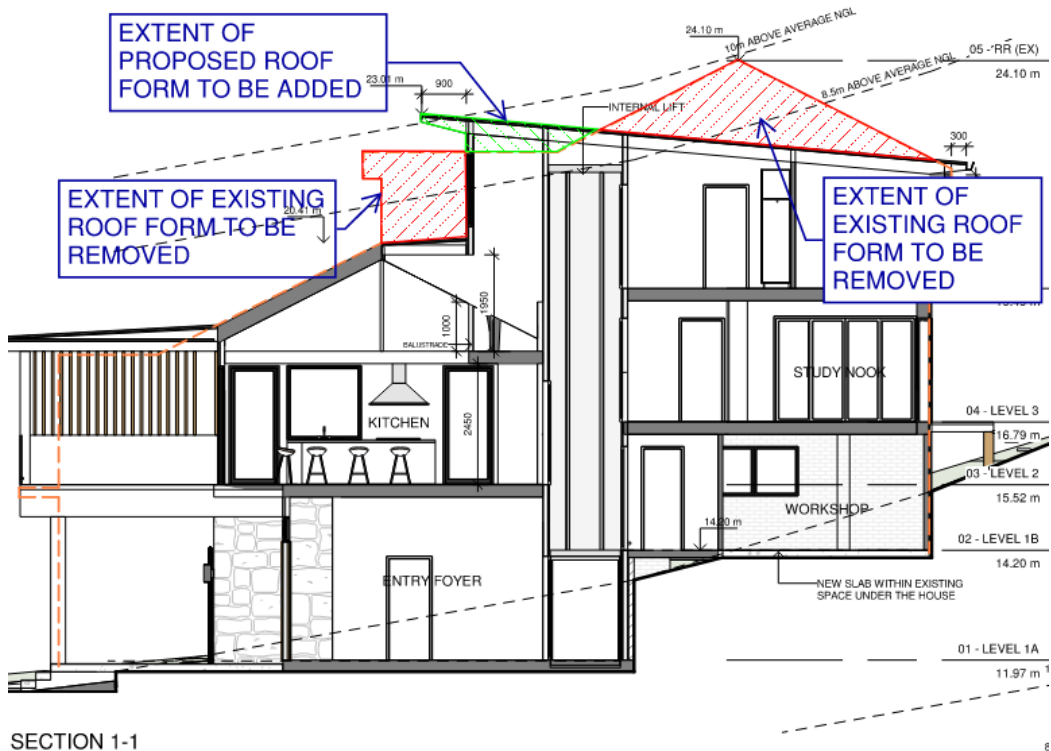 EXTENT OF
PROPOSED ROOF
FORM TO BE ADDED
23.01 m
900
24.10 m
10m ABOVE AVERAGE NGL
8.5m ABOVE AVERAGE NGL
05 - RR (EX)
24.10 m
INTERNAL LIFT
300
EXTENT OF EXISTING
ROOF FORM TO BE
REMOVED
20.41 m
EXTENT OF
EXISTING ROOF
FORM TO BE
REMOVED
1950
1000
BALUSTRADE
KITCHEN
2450
STUDY NOOK
04 - LEVEL 3
16.79 m
03 - LEVEL 2
15.52 m
WORKSHOP
14.20 m
02 - LEVEL 1B
14.20 m
ENTRY FOYER
NEW SLAB WITHIN EXISTING
SPACE UNDER THE HOUSE
01 - LEVEL 1A
11.97 m
SECTION 1-1